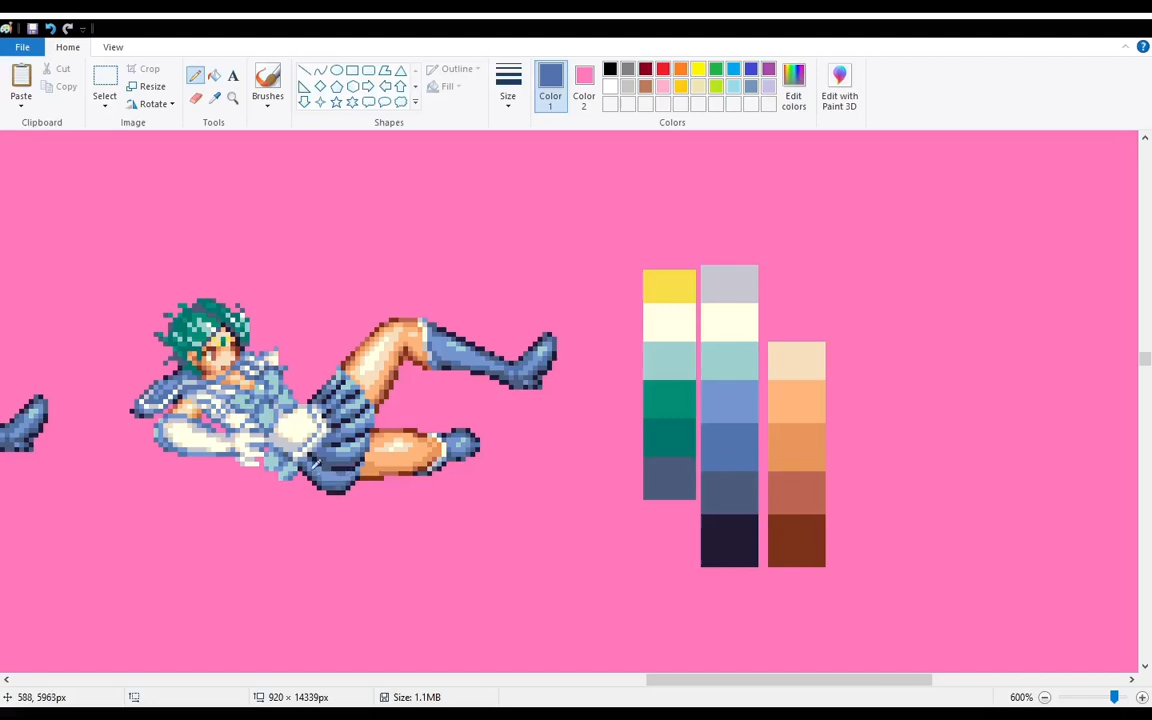 File
Home
View
Paste
Cut
Copy
Clipboard
Select
Crop
Resize
Rotate
Image
A
Tools
Brushes
Outline
Fill
Shapes
Size
Color 1
Color 2
Edit colors
Edit with Paint 3D
Colors
588, 5963px
920 × 14339px
Size: 1.1MB
600%